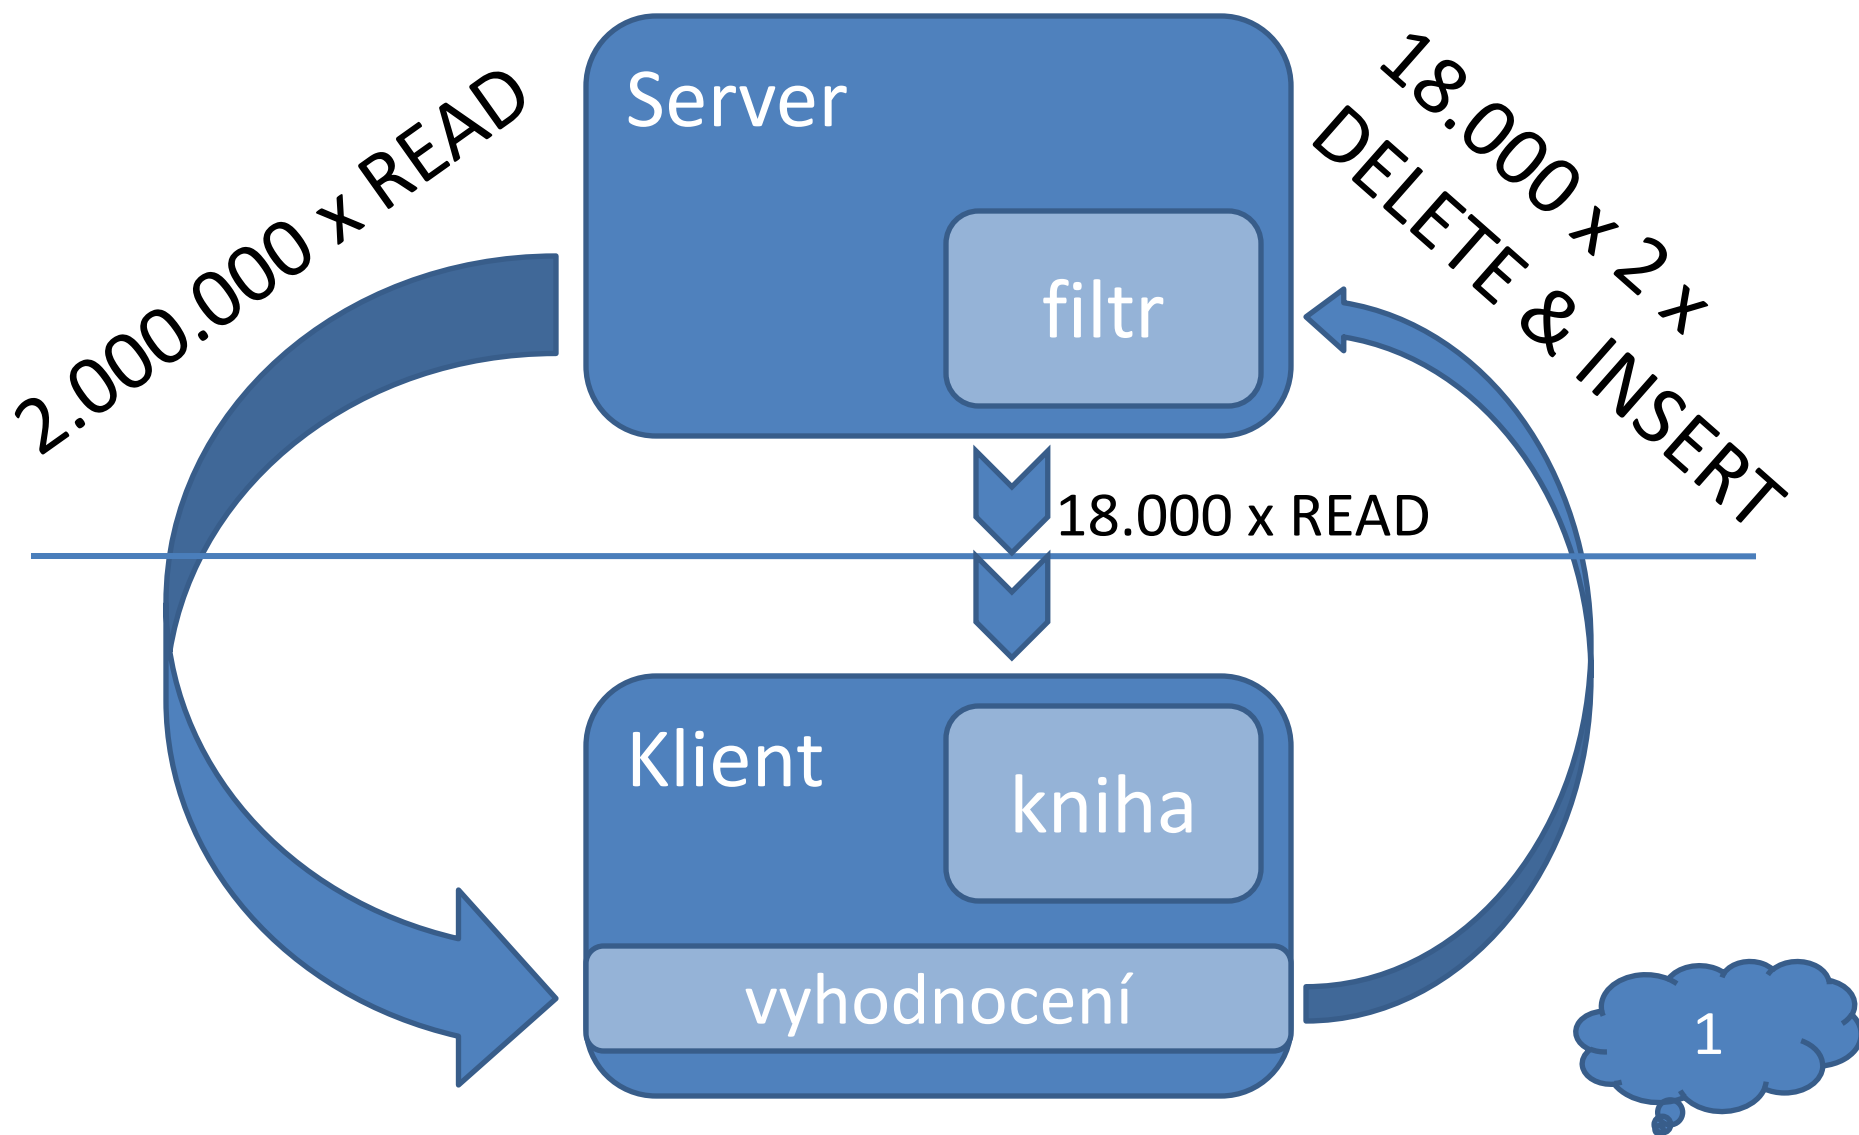 2.000.000 x READ
Server
filtr
18.000 x 2 x
DELETE & INSERT
18.000 x READ
Klient
kniha
vyhodnocení
1